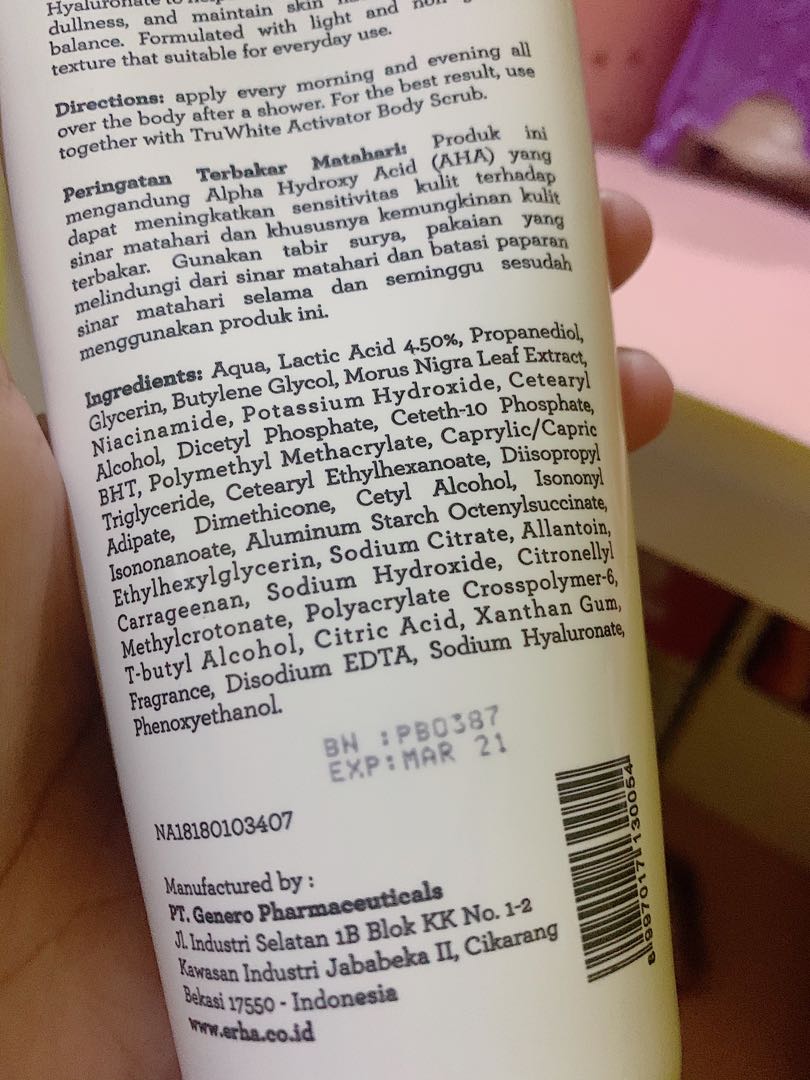 Hyaluronate to
dullness, and maintain skin
balance. Formulated with light and non
texture that suitable for everyday use.
Directions: apply every morning and evening all
over the body after a shower. For the best result, use
together with TruWhite Activator Body Scrub.
Peringatan Terbakar Matahari: Produk ini
mengandung Alpha Hydroxy Acid (AHA) yang
dapat meningkatkan sensitivitas kulit terhadap
sinar matahari dan khususnya kemungkinan kulit
terbakar. Gunakan tabir surya, pakaian yang
melindungi dari sinar matahari dan batasi paparan
sinar matahari selama dan seminggu sesudah
menggunakan produk ini.
Ingredients: Aqua, Lactic Acid 4.50%, Propanediol,
Glycerin, Butylene Glycol, Morus Nigra Leaf Extract,
Niacinamide, Potassium Hydroxide, Cetearyl
Alcohol, Dicetyl Phosphate, Ceteth-10 Phosphate,
BHT, Polymethyl Methacrylate, Caprylic/Capric
Triglyceride, Cetearyl Ethylhexanoate, Diisopropyl
Adipate, Dimethicone, Cetyl Alcohol, Isononyl
Isononanoate, Aluminum Starch Octenylsuccinate,
Ethylhexylglycerin, Sodium Citrate, Allantoin,
Carrageenan, Sodium Hydroxide, Citronellyl
Methylcrotonate, Polyacrylate Crosspolymer-6,
T-butyl Alcohol, Citric Acid, Xanthan Gum,
Fragrance, Disodium EDTA, Sodium Hyaluronate,
Phenoxyethanol.
BN :PB0387
EXP:MAR 21
NA18180103407
Manufactured by :
PT. Genero Pharmaceuticals
Jl. Industri Selatan 1B Blok KK No. 1-2
Kawasan Industri Jababeka II, Cikarang
Bekasi 17550 - Indonesia
www.erha.co.id
8 997017 130054